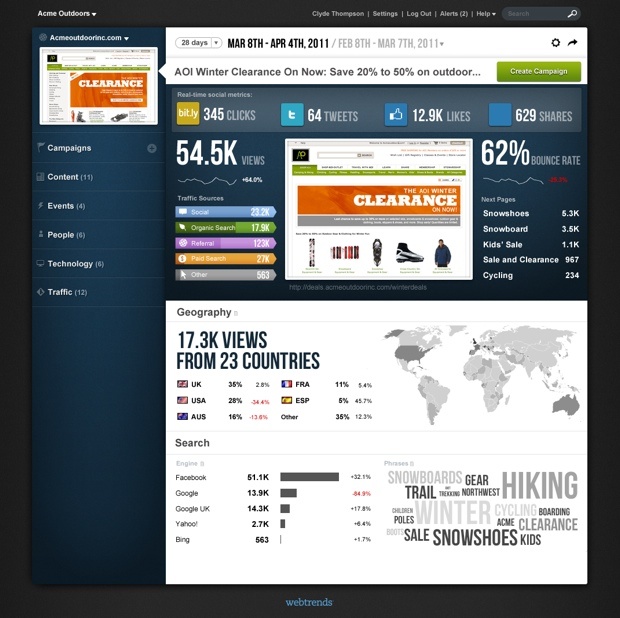 Acme Outdoors
Clyde Thompson | Settings | Log Out | Alerts (2) | Help
Search
Acmeoutdoorinc.com
CLEARANCE
Campaigns
Content (11)
Events (4)
People (6)
Technology (6)
Traffic (12)
28 days
MAR 8TH - APR 4TH, 2011 / FEB 8TH - MAR 7TH, 2011
AOI Winter Clearance On Now: Save 20% to 50% on outdoor...
Create Campaign
Real-time social metrics:
bit.ly 345 CLICKS
t 64 TWEETS
12.9K LIKES
629 SHARES
54.5K VIEWS
+64.0%
Traffic Sources
Social 23.2K
Organic Search 17.9K
Referral 123K
Paid Search 27K
Other 563
THE AOI WINTER
CLEARANCE
ON NOW!
http://deals.acmeoutdoorinc.com/winterdeals
62% BOUNCE RATE
Next Pages
Snowshoes 5.3K
Snowboard 3.5K
Kids' Sale 1.1K
Sale and Clearance 967
Cycling 234
Geography
17.3K VIEWS
FROM 23 COUNTRIES
UK 35% 2.8% FRA 11% 5.4%
USA 28% -34.4% ESP 5% 45.7%
AUS 16% -13.6% Other 35% 12.3%
Search
Engine
Facebook 51.1K +32.1%
Google 13.9K -84.9%
Google UK 14.3K +17.8%
Yahoo! 2.7K +6.4%
Bing 563 +1.7%
Phrases
SNOWBOARDS GEAR HIKING
TRAIL TREKKING NORTHWEST
CHILDREN POLES WINTER CYCLING BOARDING
ACME CLEARANCE
BOOTS SALE SNOWSHOES KIDS
webtrends